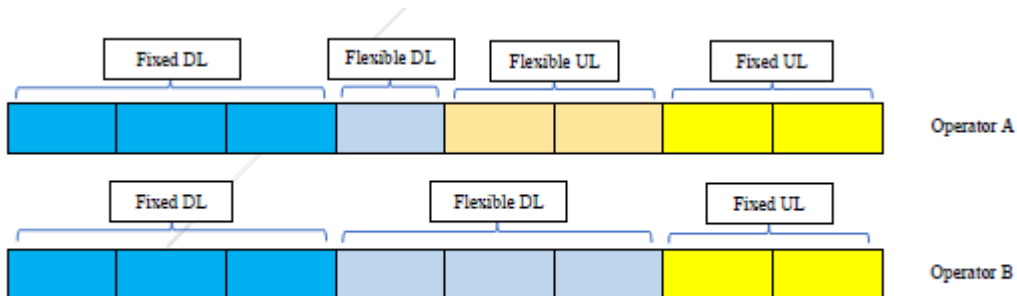 Fixed DL
Flexible DL
Flexible UL
Fixed UL
Operator A
Fixed DL
Flexible DL
Fixed UL
Operator B